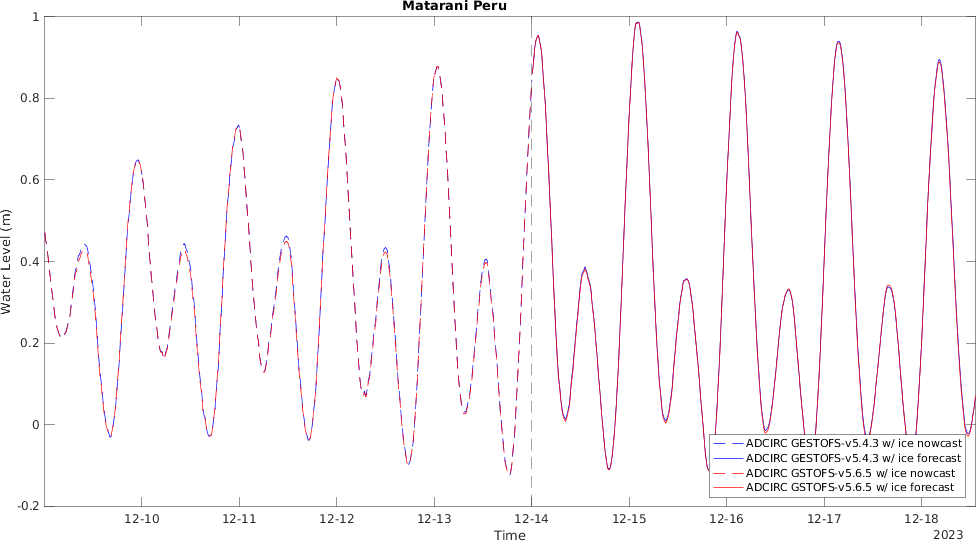 Matarani Peru
1
0.8
0.6
0.4
0.2
0
-0.2
Water Level (m)
ADCIRC GESTOFS-v5.4.3 w/ ice nowcast
ADCIRC GESTOFS-v5.4.3 w/ ice forecast
ADCIRC GSTOFS-v5.6.5 w/ ice nowcast
ADCIRC GSTOFS-v5.6.5 w/ ice forecast
12-10 12-11 12-12 12-13 12-14 12-15 12-16 12-17 12-18
Time
2023